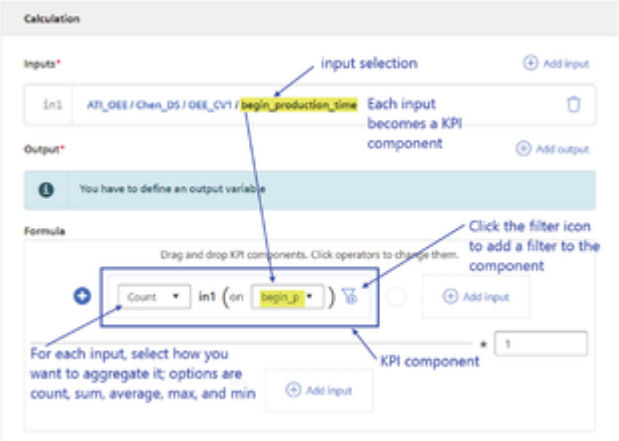 Calculation
Inputs*
input selection
Add input
in1
ATI_OEE / Chen_DS / OEE_CV1 / begin_production_time
Each input
becomes a KPI
component
Output*
Add output
You have to define an output variable
Formula
Click the filter icon
to add a filter to the
component
Drag and drop KPI components. Click operators to change them.
Count in1 (on begin_p )
Add input
* 1
For each input, select how you
want to aggregate it; options are
count, sum, average, max, and min
KPI component
Add input